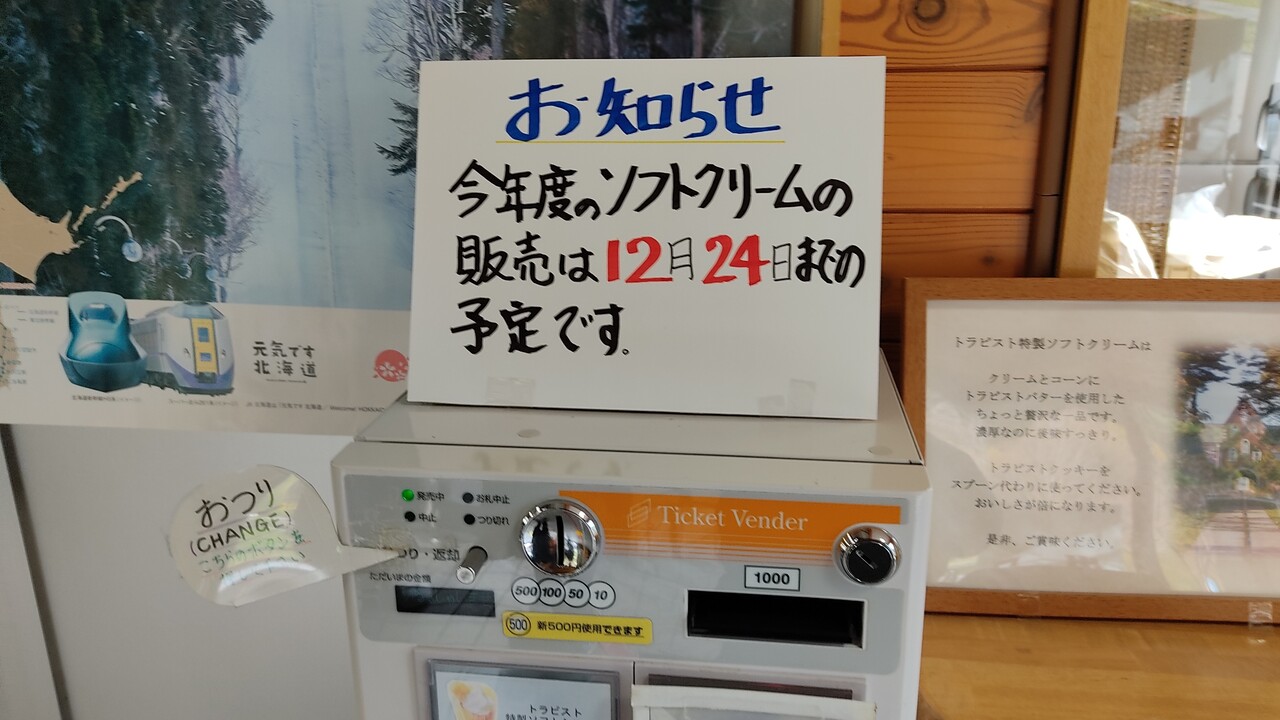 お知らせ
今年度のソフトクリームの
販売は12月24日までの
予定です。
元気です
北海道
おつり
(CHANGE)
発売中
お札中止
中止
つり切れ
つり・返却
ただいまの金額
500 100 50 10
500 新500円使用できます
Ticket Vender
1000
トラピスト
トラピスト特製ソフトクリームは
クリームとコーンに
トラピストバターを使用した
ちょっと贅沢な一品です。
濃厚なのに後味すっきり。
トラピストクッキーを
スプーン代わりに使ってください。
おいしさが倍になります。
是非、ご賞味ください。